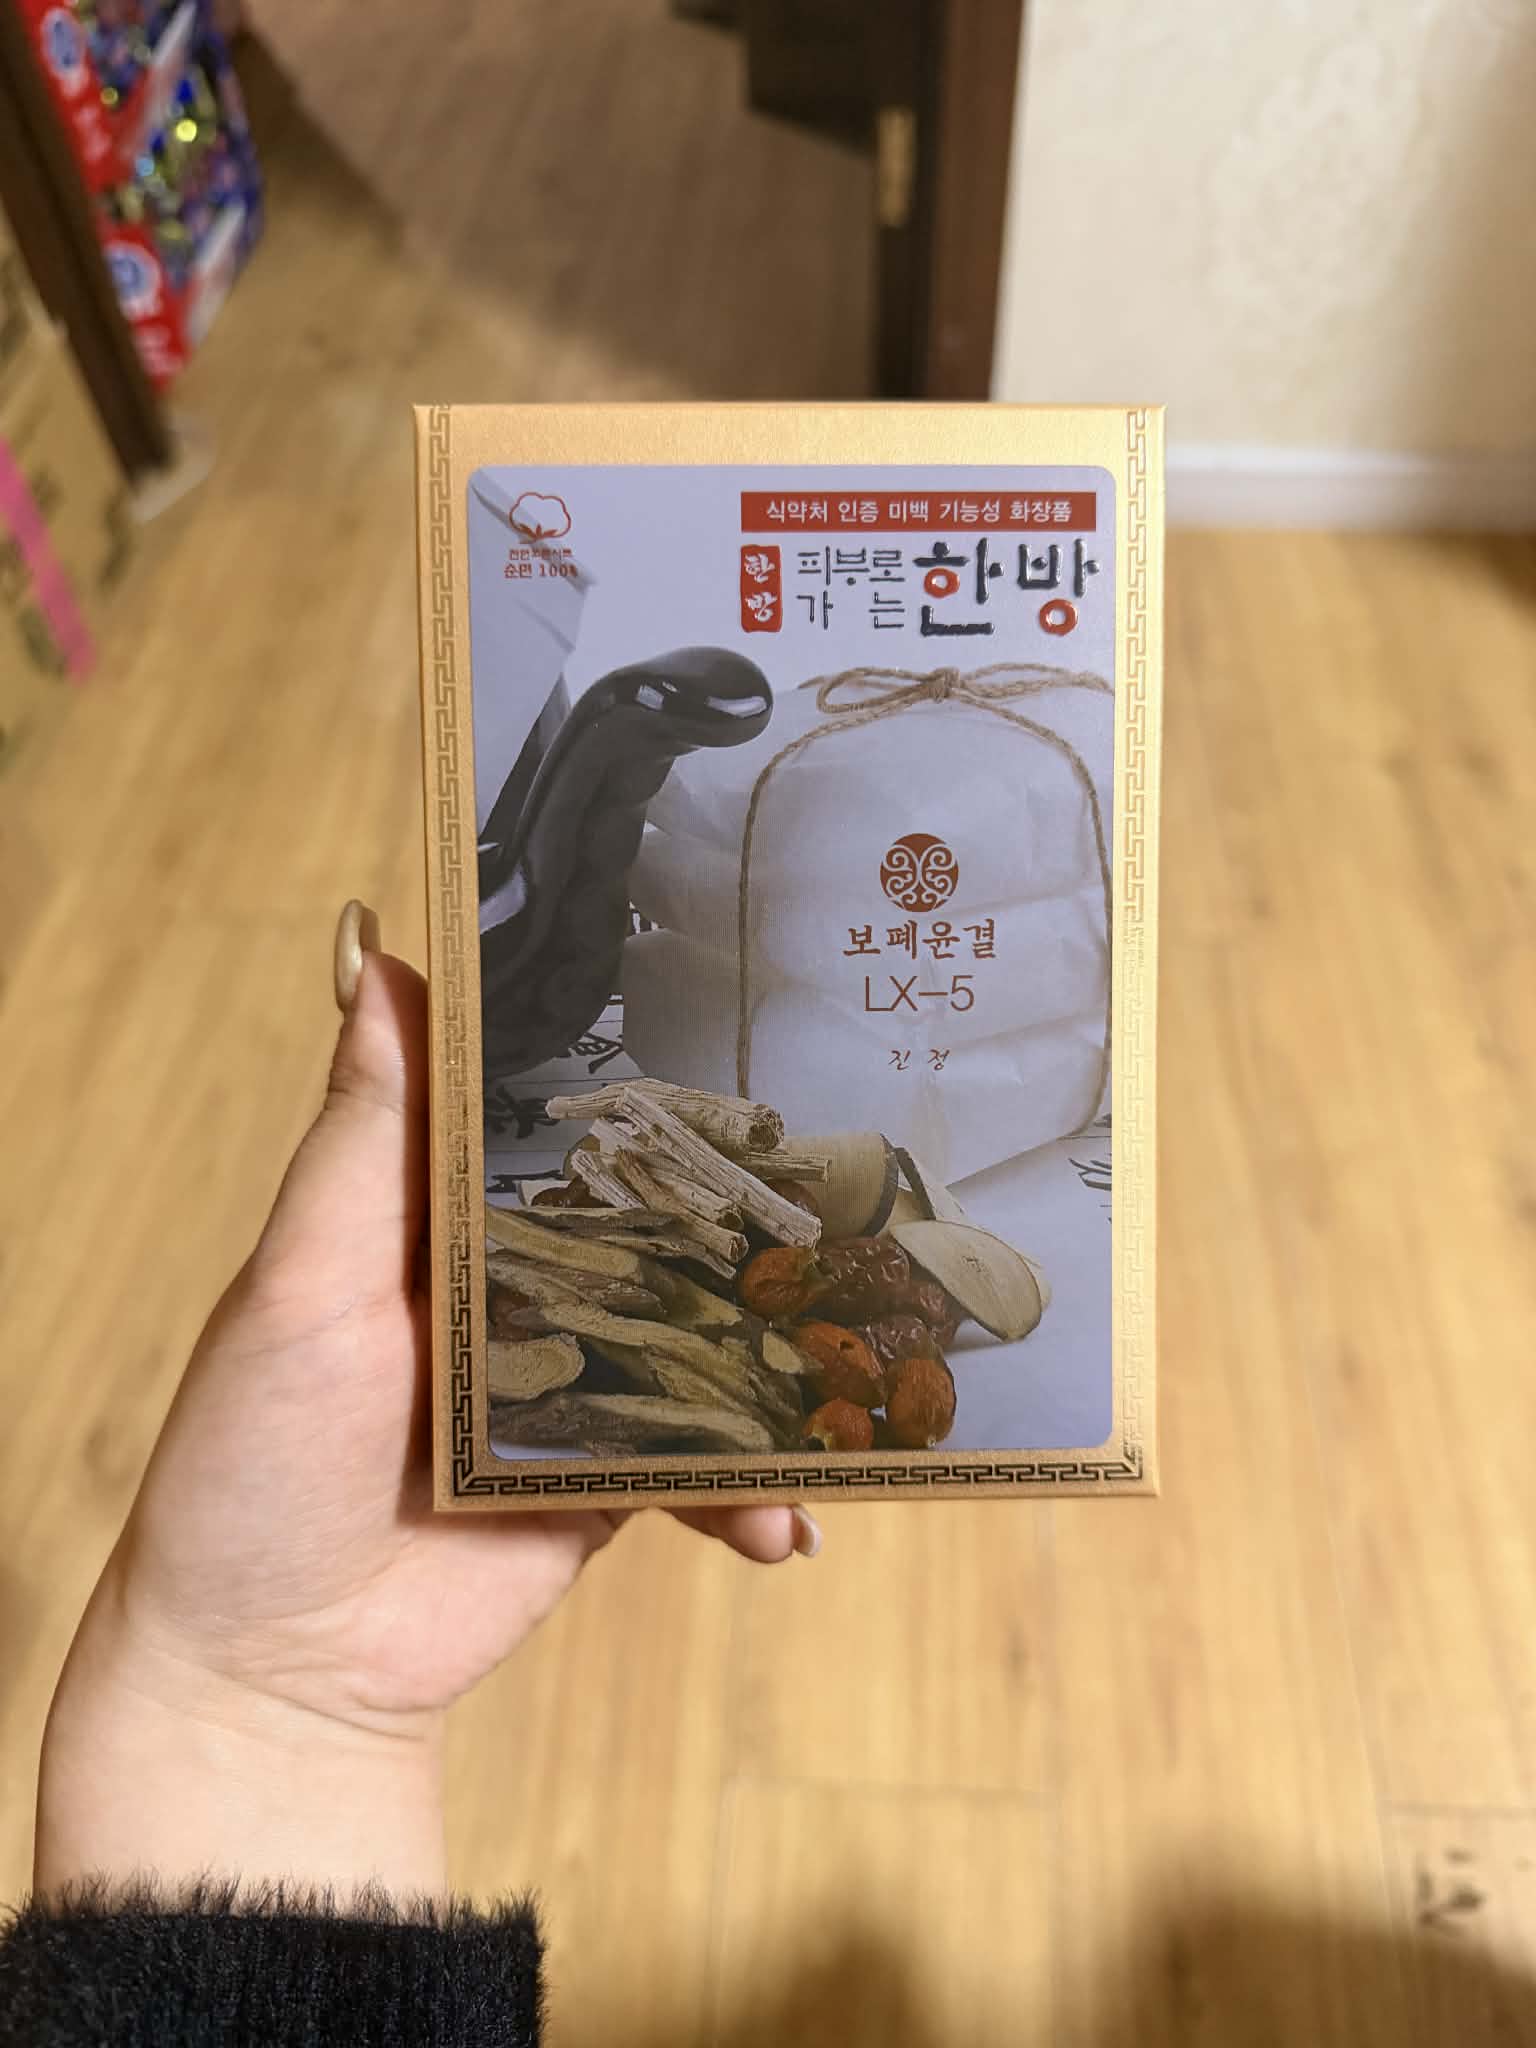 식약처 인증 미백 기능성 화장품
한방
피부로
가는
한방
순면 100%
보폐윤결
LX-5
진정